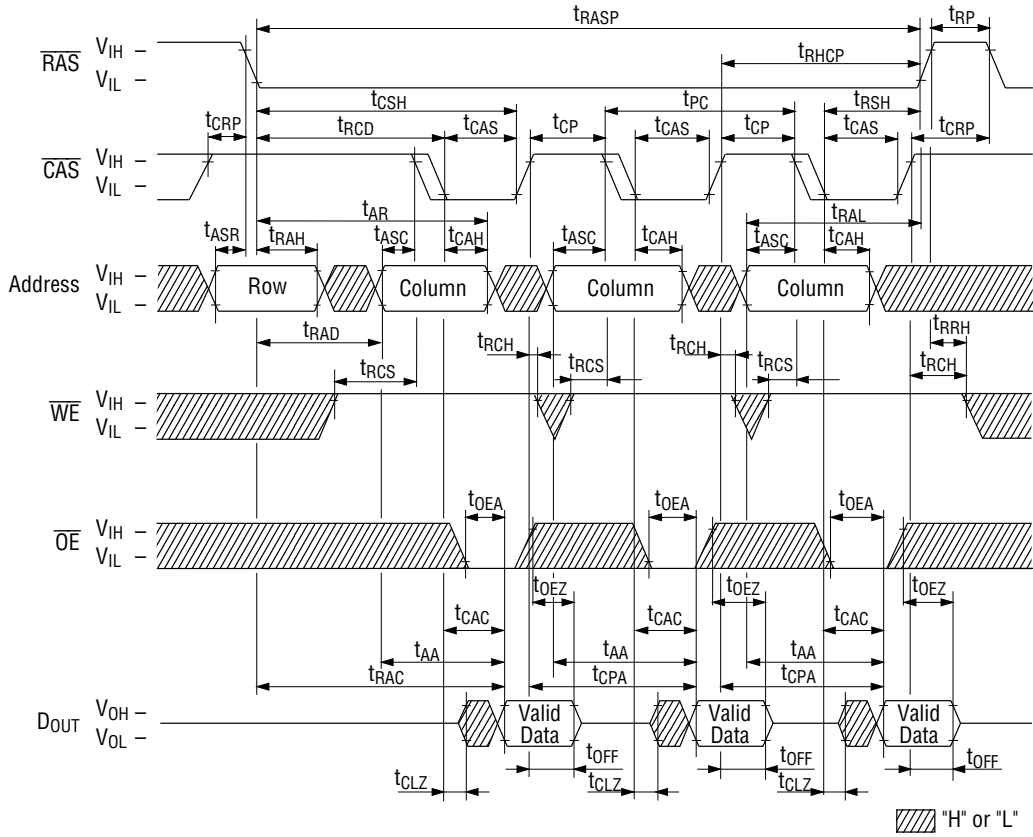 tRASP tRP
RAS VIH – VIL –
tRHCP
tCSH tPC tRSH
tCRP tRCD tCAS tCP tCAS tCP tCAS tCRP
CAS VIH – VIL –
tAR tRAL
tASR tRAH tASC tCAH tASC tCAH tASC tCAH
Address VIH – VIL –
Row Column Column Column
tRAD tRCH tRCH tRRH
tRCS tRCS tRCS tRCH
WE VIH – VIL –
tOEA tOEA tOEA
OE VIH – VIL –
tOEZ tOEZ tOEZ
tCAC tCAC tCAC
tAA tAA tAA
tRAC tCPA tCPA
DOUT VOH – VOL –
Valid Data Valid Data Valid Data
tOFF tOFF tOFF
tCLZ tCLZ tCLZ
"H" or "L"